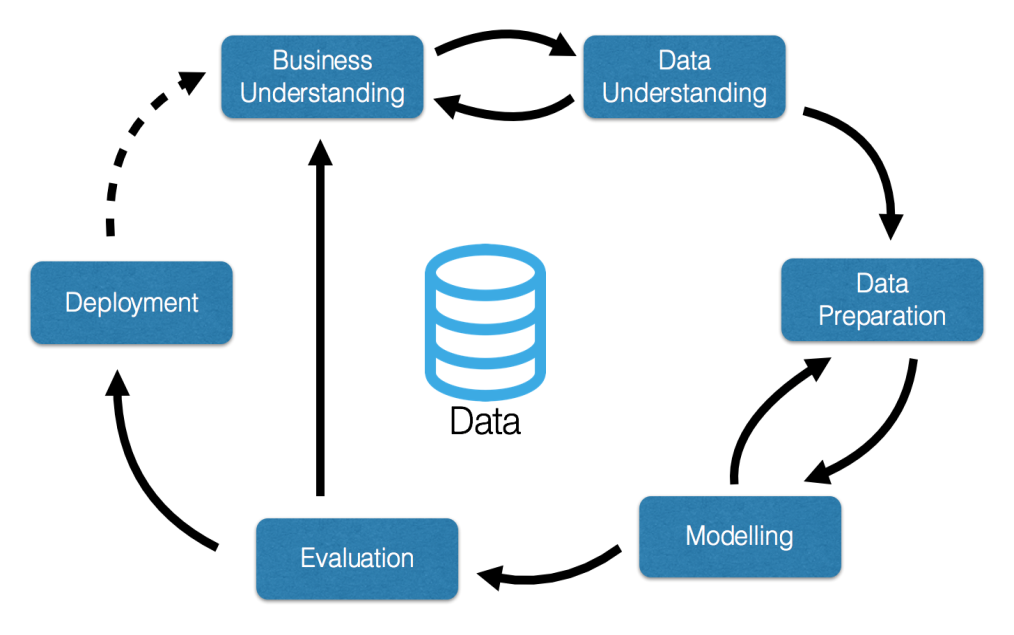 Business
Understanding
Data
Understanding
Data
Preparation
Modelling
Evaluation
Deployment
Data